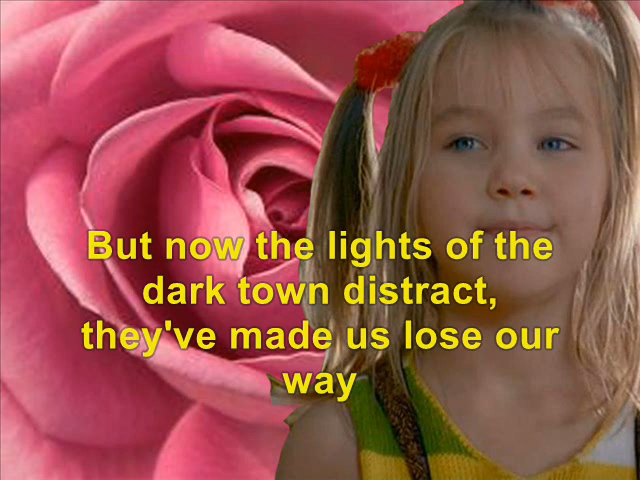 But now the lights of the
dark town distract,
they've made us lose our
way